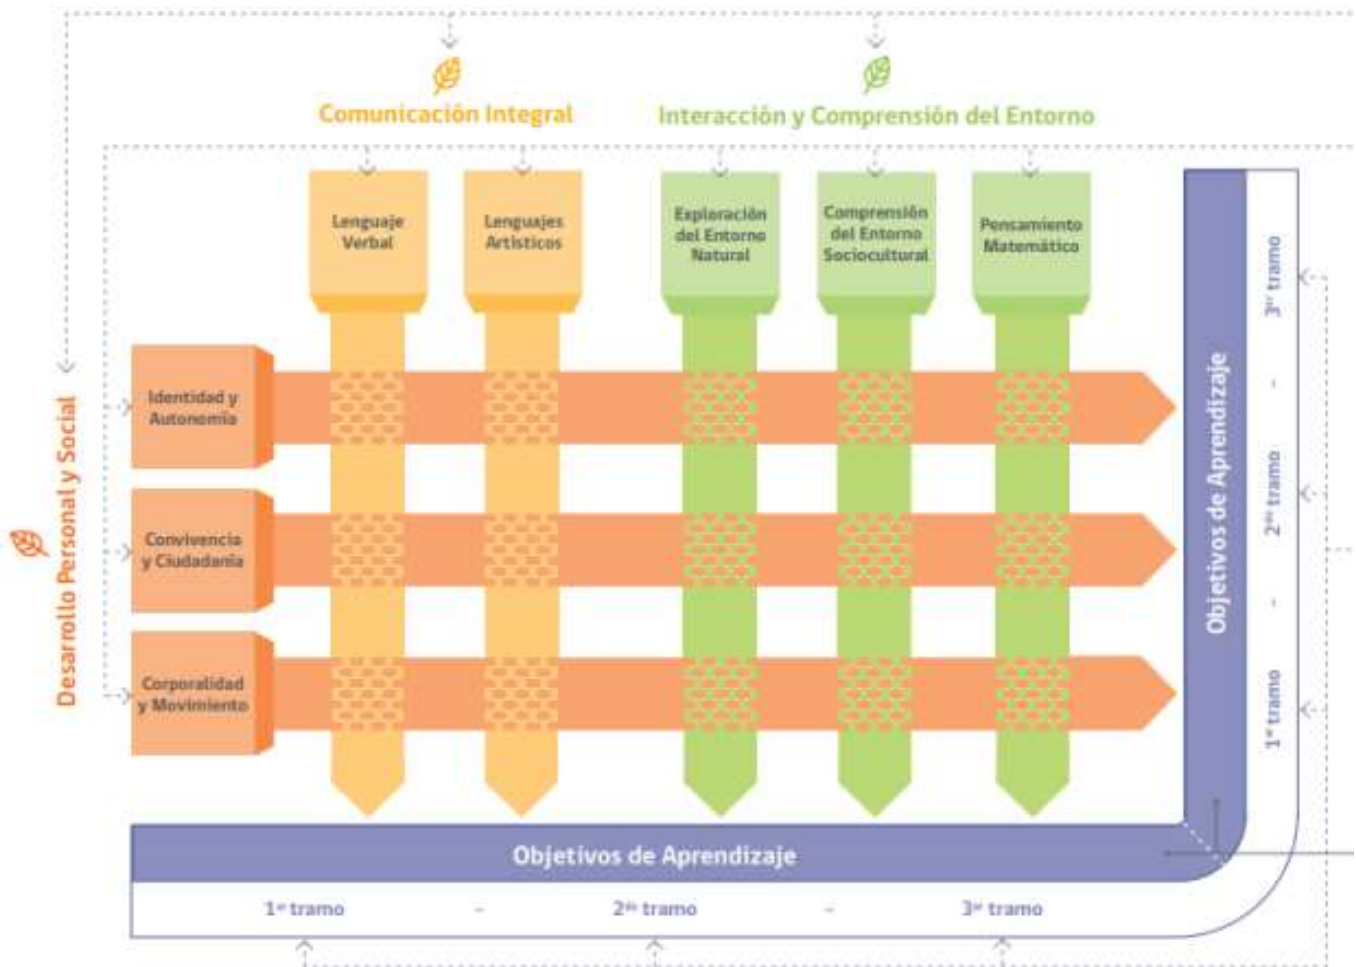 Comunicación Integral
Interacción y Comprensión del Entorno
Lenguaje
Verbal
Lenguajes
Artísticos
Exploración
del Entorno
Natural
Comprensión
del Entorno
Sociocultural
Pensamiento
Matemático
Desarrollo Personal y Social
Identidad y
Autonomía
Convivencia
y Ciudadanía
Corporalidad
y Movimiento
Objetivos de Aprendizaje
3er tramo
–
2do tramo
–
1er tramo
Objetivos de Aprendizaje
1er tramo – 2do tramo – 3er tramo